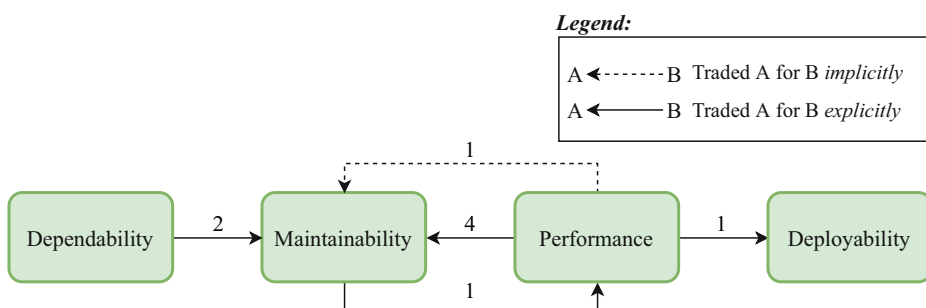 Legend:
A B Traded A for B implicitly
A B Traded A for B explicitly
1
Dependability 2 Maintainability 4 Performance 1 Deployability
1